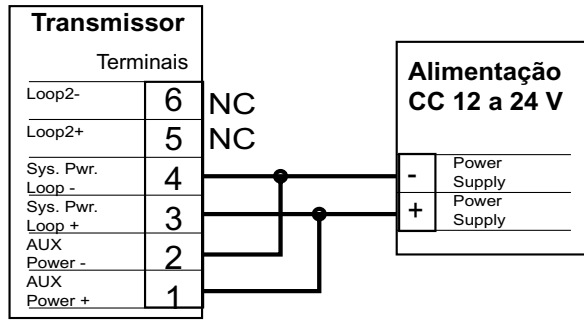 Transmissor
Terminais
Loop2-
6
NC
Loop2+
5
NC
Sys. Pwr.
Loop -
4
Sys. Pwr.
Loop +
3
AUX
Power -
2
AUX
Power +
1
Alimentação
CC 12 a 24 V
-
Power
Supply
+
Power
Supply